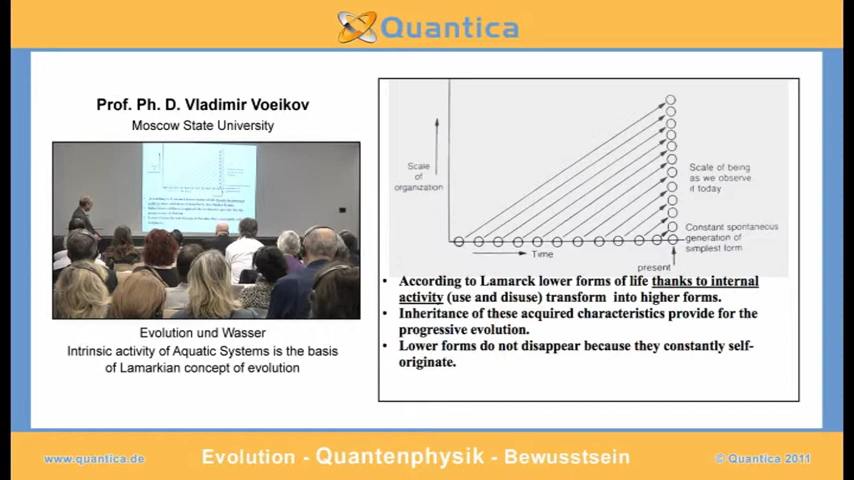 Quantica
Prof. Ph. D. Vladimir Voeikov
Moscow State University
Evolution und Wasser
Intrinsic activity of Aquatic Systems is the basis
of Lamarkian concept of evolution
Scale
of
organization
Scale of being
as we observe
it today
Constant spontaneous
generation of
simplest form
Time
present
• According to Lamarck lower forms of life thanks to internal
activity (use and disuse) transform into higher forms.
• Inheritance of these acquired characteristics provide for the
progressive evolution.
• Lower forms do not disappear because they constantly self-
originate.
www.quantica.de
Evolution - Quantenphysik - Bewusstsein
© Quantica 2011